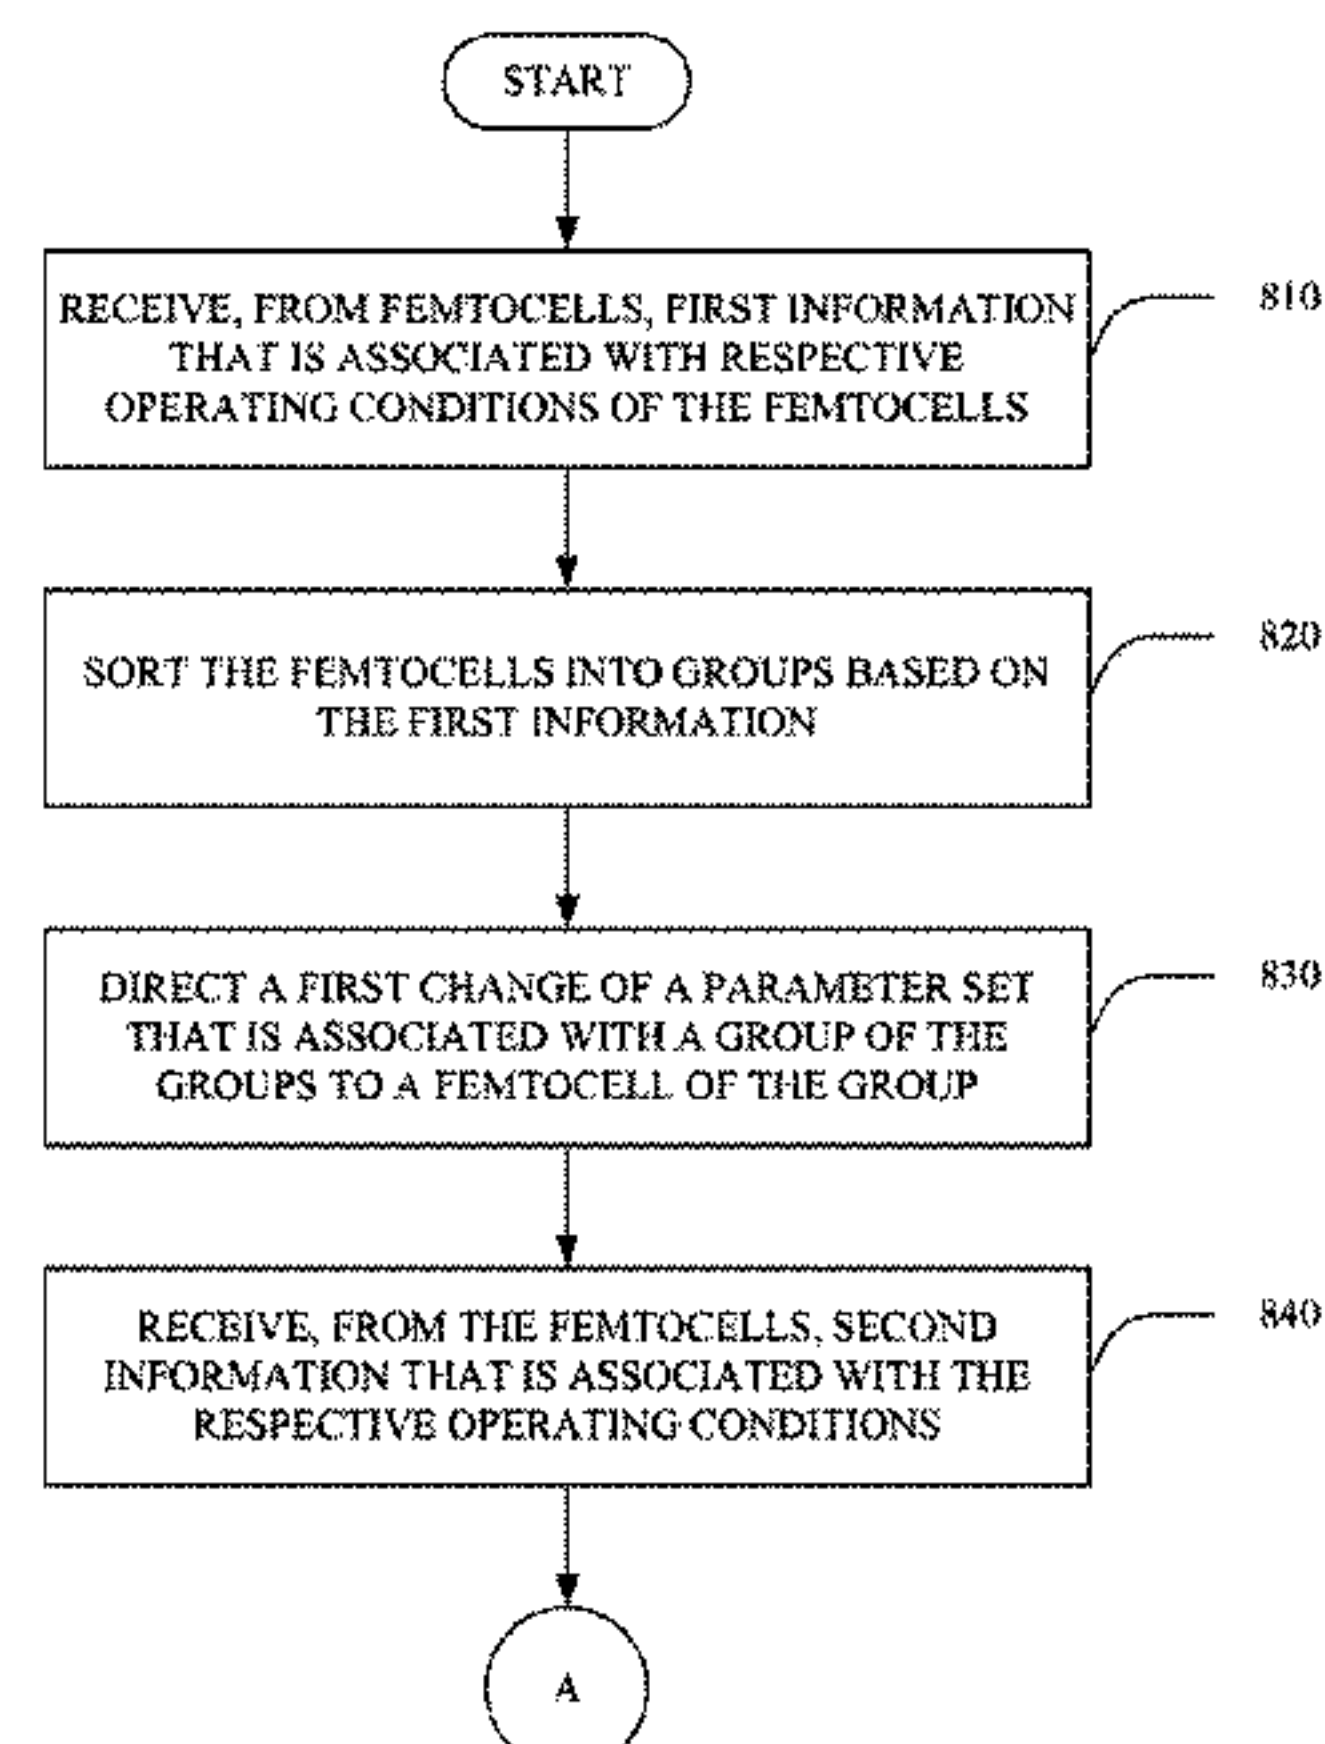 START
RECEIVE, FROM FEMTOCELLS, FIRST INFORMATION
THAT IS ASSOCIATED WITH RESPECTIVE
OPERATING CONDITIONS OF THE FEMTOCELLS
810
SORT THE FEMTOCELLS INTO GROUPS BASED ON
THE FIRST INFORMATION
820
DIRECT A FIRST CHANGE OF A PARAMETER SET
THAT IS ASSOCIATED WITH A GROUP OF THE
GROUPS TO A FEMTOCELL OF THE GROUP
830
RECEIVE, FROM THE FEMTOCELLS, SECOND
INFORMATION THAT IS ASSOCIATED WITH THE
RESPECTIVE OPERATING CONDITIONS
840
A